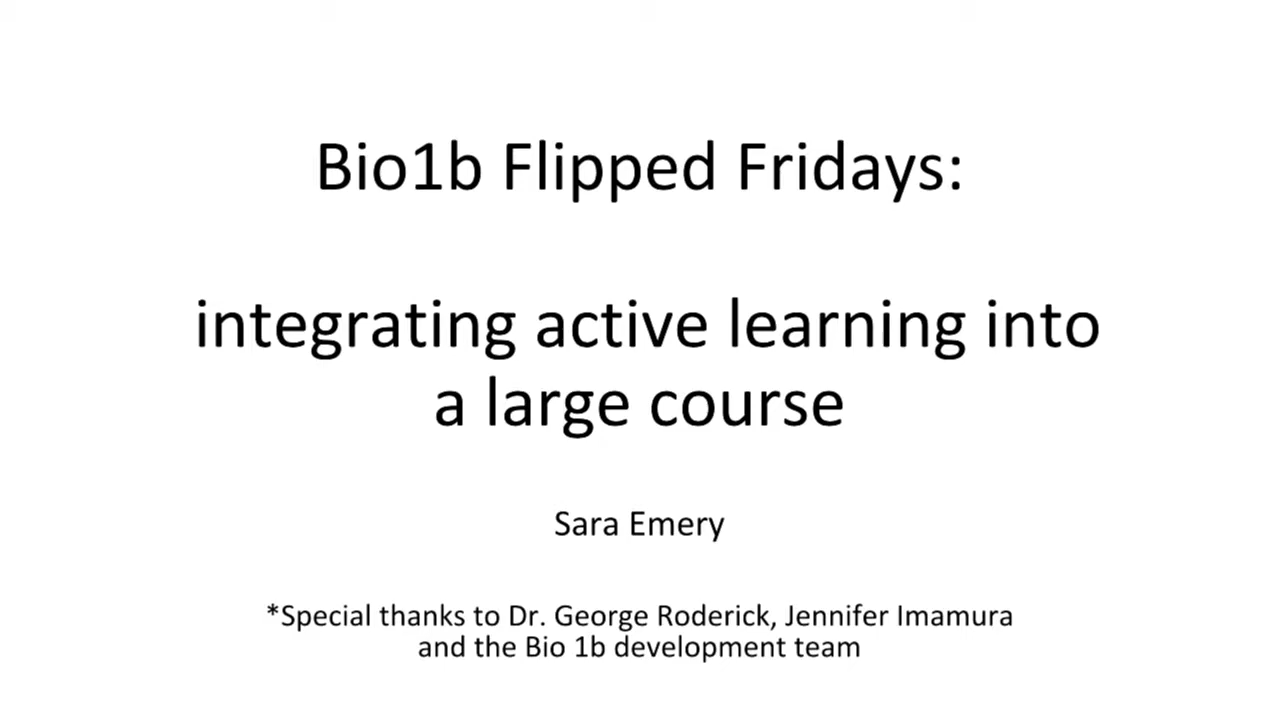 Bio1b Flipped Fridays:
integrating active learning into
a large course
Sara Emery
*Special thanks to Dr. George Roderick, Jennifer Imamura
and the Bio 1b development team